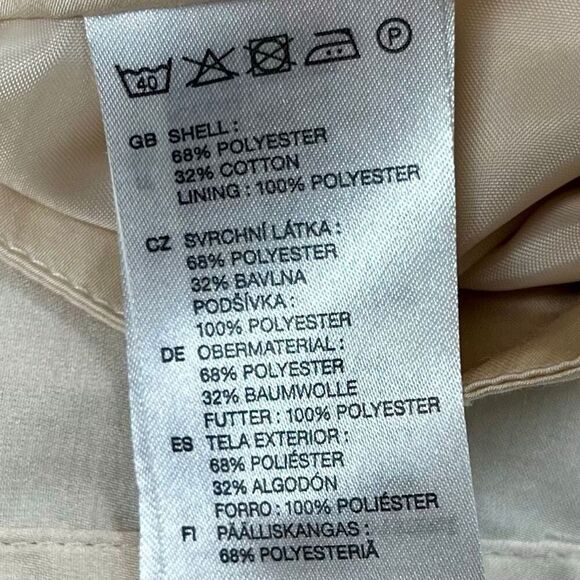 40 P
GB SHELL :
68% POLYESTER
32% COTTON
LINING : 100% POLYESTER
CZ SVRCHNÍ LÁTKA :
68% POLYESTER
32% BAVLNA
PODŠÍVKA :
100% POLYESTER
DE OBERMATERIAL :
68% POLYESTER
32% BAUMWOLLE
FUTTER : 100% POLYESTER
ES TELA EXTERIOR :
68% POLIÉSTER
32% ALGODÓN
FORRO : 100% POLIÉSTER
FI PÄÄLLISKANGAS :
68% POLYESTERIÄ